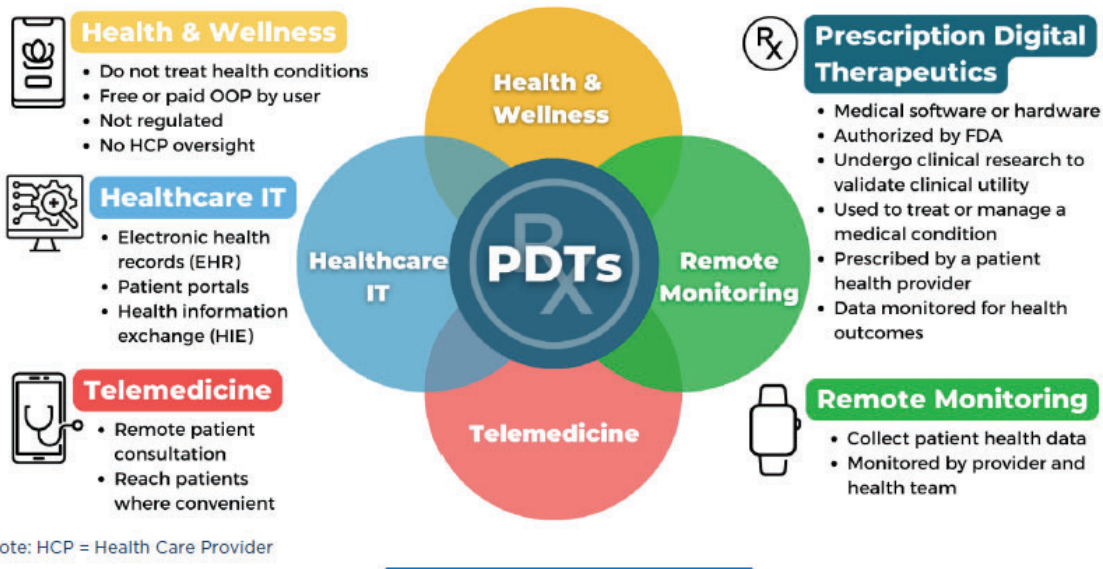 Health & Wellness
• Do not treat health conditions
• Free or paid OOP by user
• Not regulated
• No HCP oversight
Healthcare IT
• Electronic health
records (EHR)
• Patient portals
• Health information
exchange (HIE)
Telemedicine
• Remote patient
consultation
• Reach patients
where convenient
Health &
Wellness
Healthcare
IT
Rx
PDTs
Remote
Monitoring
Telemedicine
Rx
Prescription Digital
Therapeutics
• Medical software or hardware
• Authorized by FDA
• Undergo clinical research to
validate clinical utility
• Used to treat or manage a
medical condition
• Prescribed by a patient
health provider
• Data monitored for health
outcomes
Remote Monitoring
• Collect patient health data
• Monitored by provider and
health team
ote: HCP = Health Care Provider